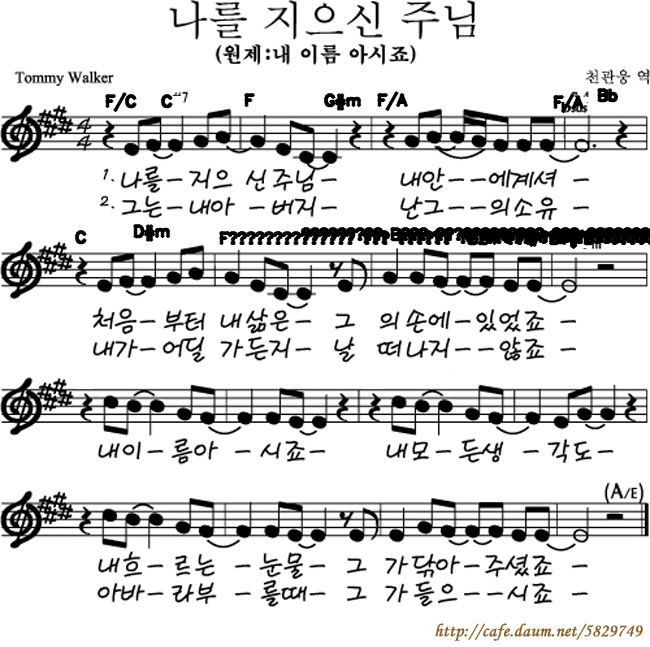 나를 지으신 주님
(원제:내 이름 아시죠)
Tommy Walker 천관웅 역
F/C C 7 F G#m F/A F/A Bb
1. 나를-지으 신주님- 내안--에계셔-
2. 그는-내아-버지- 난그--의소유-
C D#m
처음-부터 내삶은-그 의손에-있었죠-
내가-어딜 가든지-날 떠나지--않죠-
내이-름아-시죠- 내모-든생-각도-
(A/E)
내흐-르는-눈물-그 가닦아-주셨죠-
아바-라부-를때-그 가들으--시죠-
http://cafe.daum.net/5829749